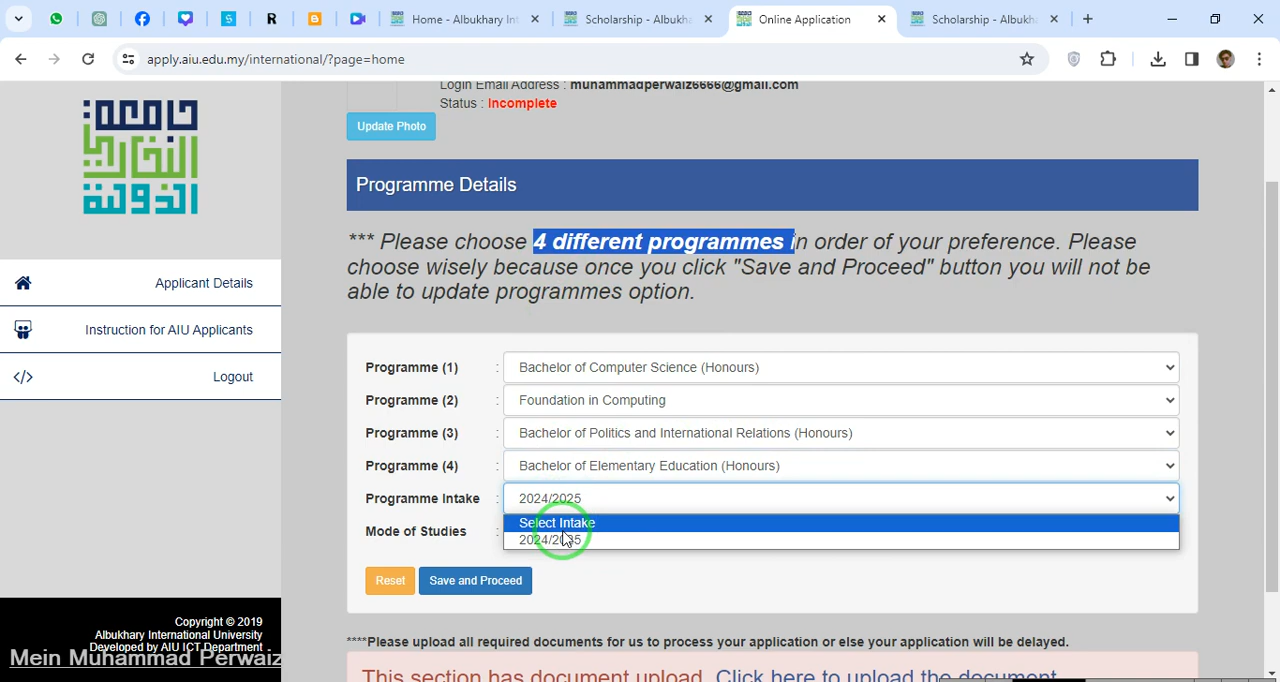 Home - Albukhary Int
Scholarship - Albukha
Online Application
Scholarship - Albukh
apply.aiu.edu.my/international/?page=home
Login Email Address : muhammadperwaiz6666@gmail.com
Status : Incomplete
Update Photo
Applicant Details
Instruction for AIU Applicants
Logout
Programme Details
*** Please choose 4 different programmes in order of your preference. Please
choose wisely because once you click "Save and Proceed" button you will not be
able to update programmes option.
Programme (1) : Bachelor of Computer Science (Honours)
Programme (2) : Foundation in Computing
Programme (3) : Bachelor of Politics and International Relations (Honours)
Programme (4) : Bachelor of Elementary Education (Honours)
Programme Intake : 2024/2025
Select Intake
2024/2025
Mode of Studies :
Reset Save and Proceed
****Please upload all required documents for us to process your application or else your application will be delayed.
This section has document upload. Click here to upload the document
Copyright © 2019
Albukhary International University
Developed by AIU ICT Department -
Mein Muhammad Perwaiz